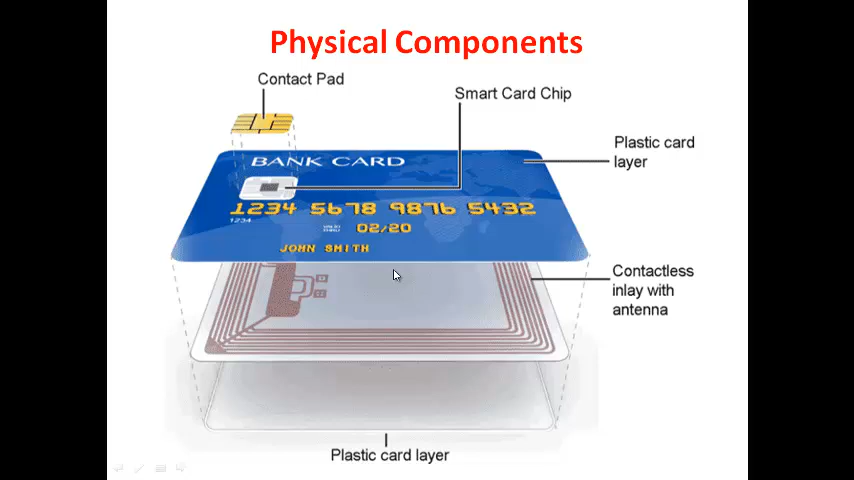 Physical Components
Contact Pad
Smart Card Chip
Plastic card
layer
BANK CARD
1234 5678 9876 5432
1234
02/20
JOHN SMITH
Contactless
inlay with
antenna
Plastic card layer